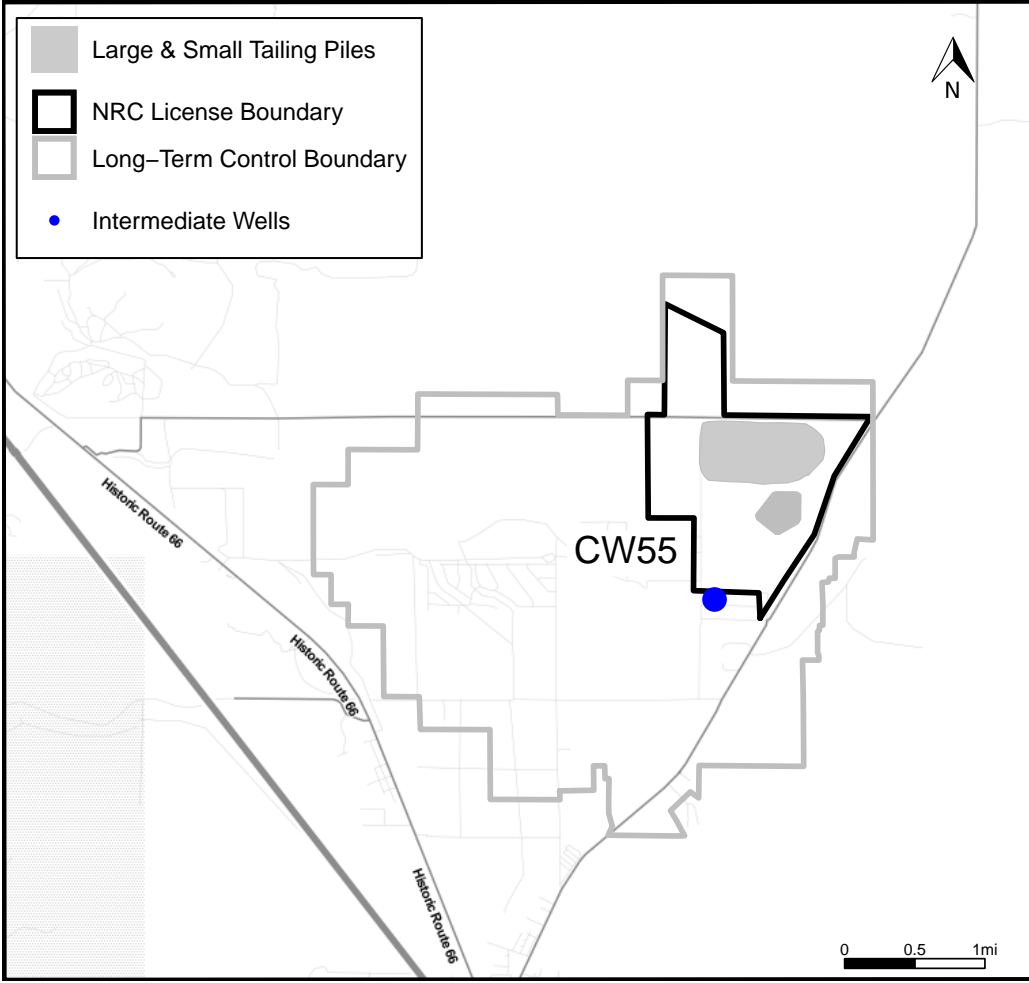 Large & Small Tailing Piles
NRC License Boundary
Long−Term Control Boundary
Intermediate Wells
N
Historic Route 66
CW55
Historic Route 66
Historic Route 66
0 0.5 1mi